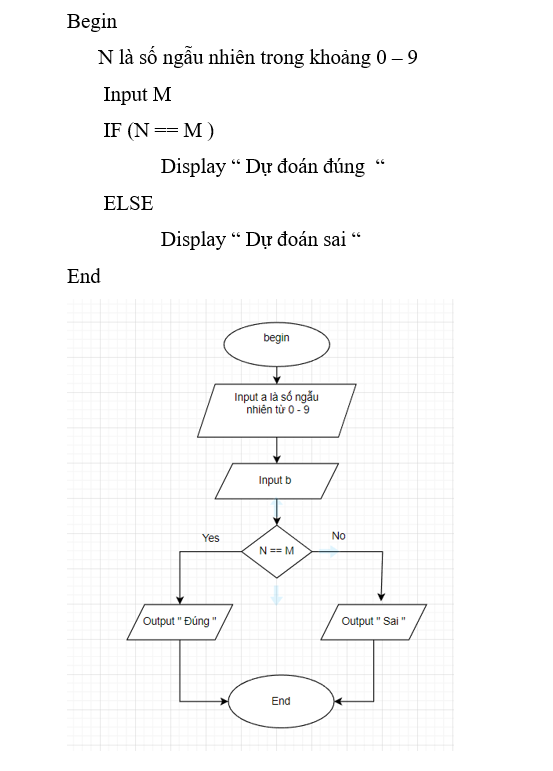 Begin
N là số ngẫu nhiên trong khoảng 0 – 9
Input M
IF (N == M )
Display “ Dự đoán đúng “
ELSE
Display “ Dự đoán sai “
End
begin
Input a là số ngẫu
nhiên từ 0 - 9
Input b
Yes
N == M
No
Output " Đúng "
Output " Sai "
End